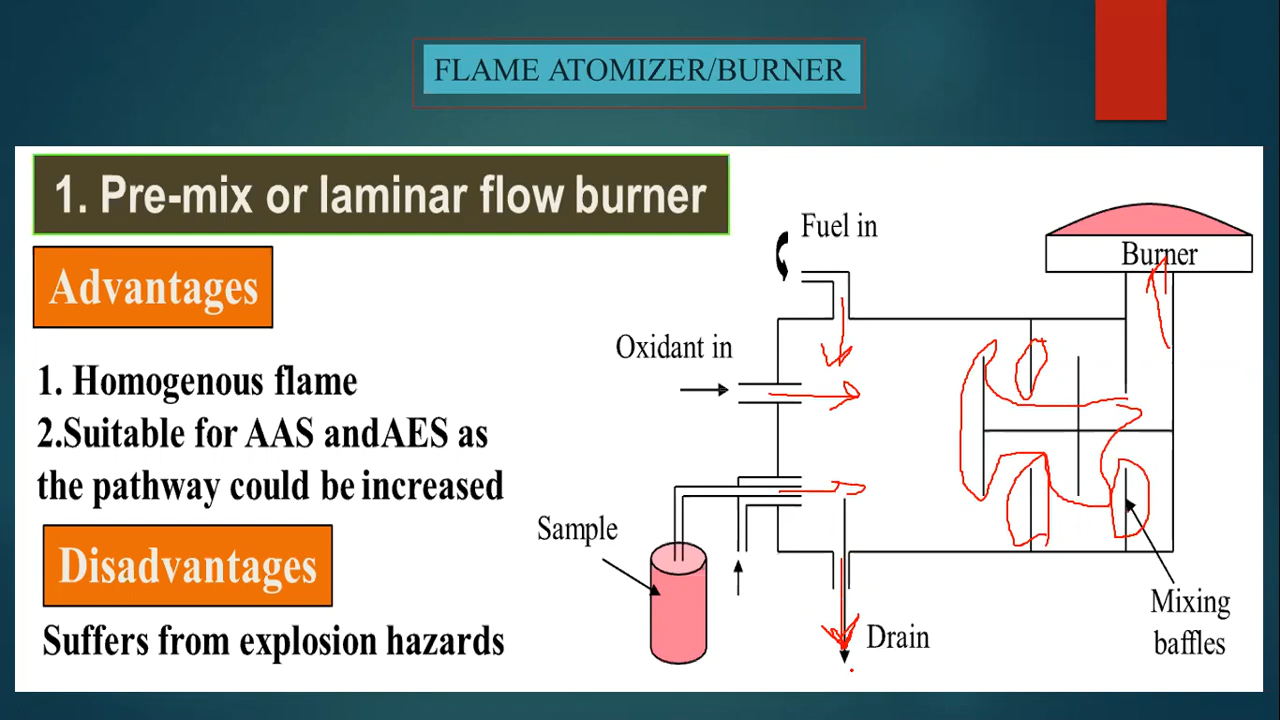 FLAME ATOMIZER/BURNER
1. Pre-mix or laminar flow burner
Advantages
1. Homogenous flame
2.Suitable for AAS andAES as
the pathway could be increased
Disadvantages
Suffers from explosion hazards
Fuel in
Burner
Oxidant in
Sample
Drain
Mixing
baffles